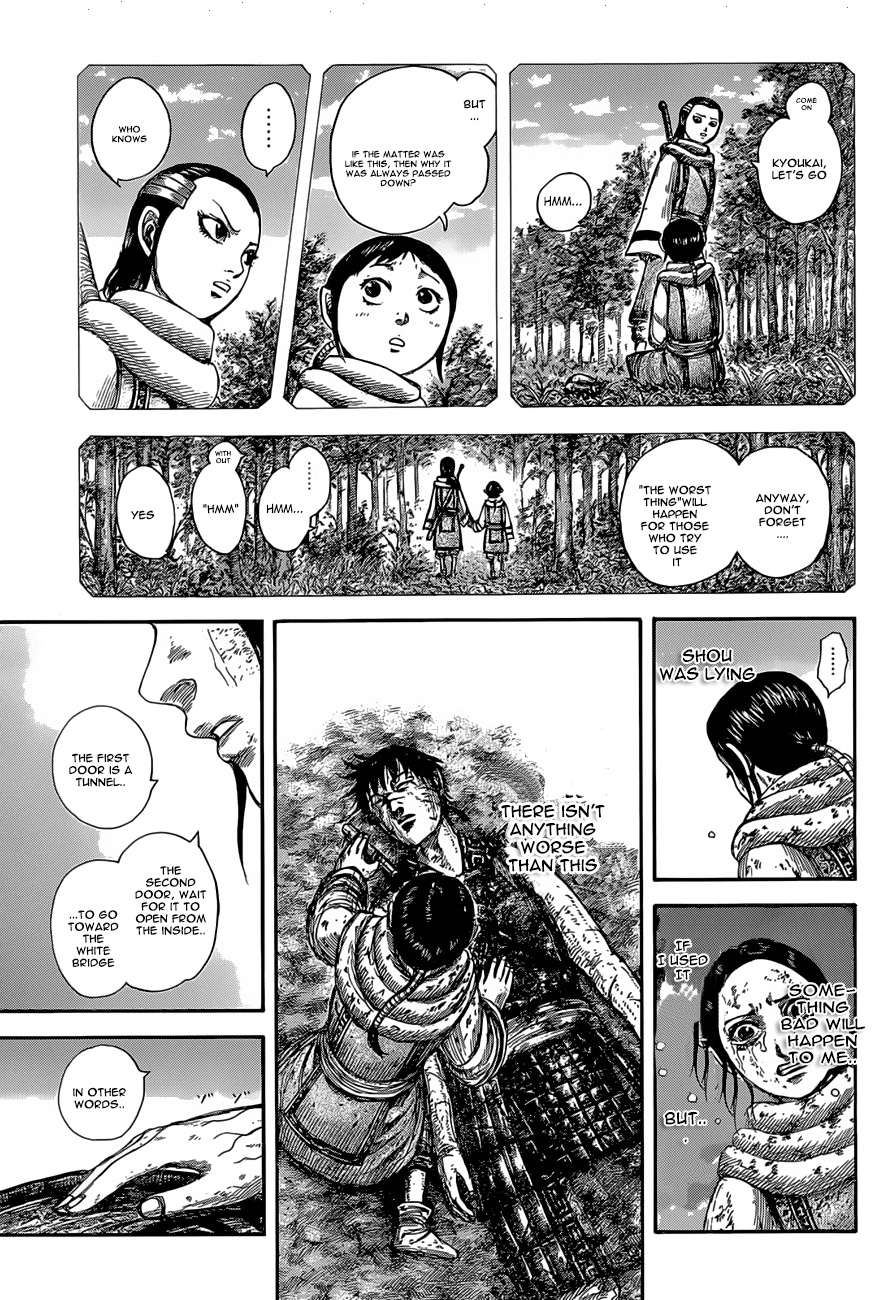 COME
ON
KYOUKAI,
LET'S GO
HMM...
BUT
...
IF THE MATTER WAS
LIKE THIS, THEN WHY IT
WAS ALWAYS PASSED
DOWN?
......
WHO
KNOWS
ANYWAY,
DON'T
FORGET
....
"THE WORST
THING"WILL
HAPPEN
FOR THOSE
WHO TRY
TO USE
IT
......
HMM...
WITH
OUT
"HMM"
YES
......
SHOU
WAS LYING
IF
I USED
IT
SOME-
THING
BAD WILL
HAPPEN
TO ME..
BUT..
THERE ISN'T
ANYTHING
WORSE
THAN THIS
THE FIRST
DOOR IS A
TUNNEL..
THE
SECOND
DOOR, WAIT
FOR IT TO
OPEN FROM
THE INSIDE..
...TO GO
TOWARD
THE
WHITE
BRIDGE
IN OTHER
WORDS..